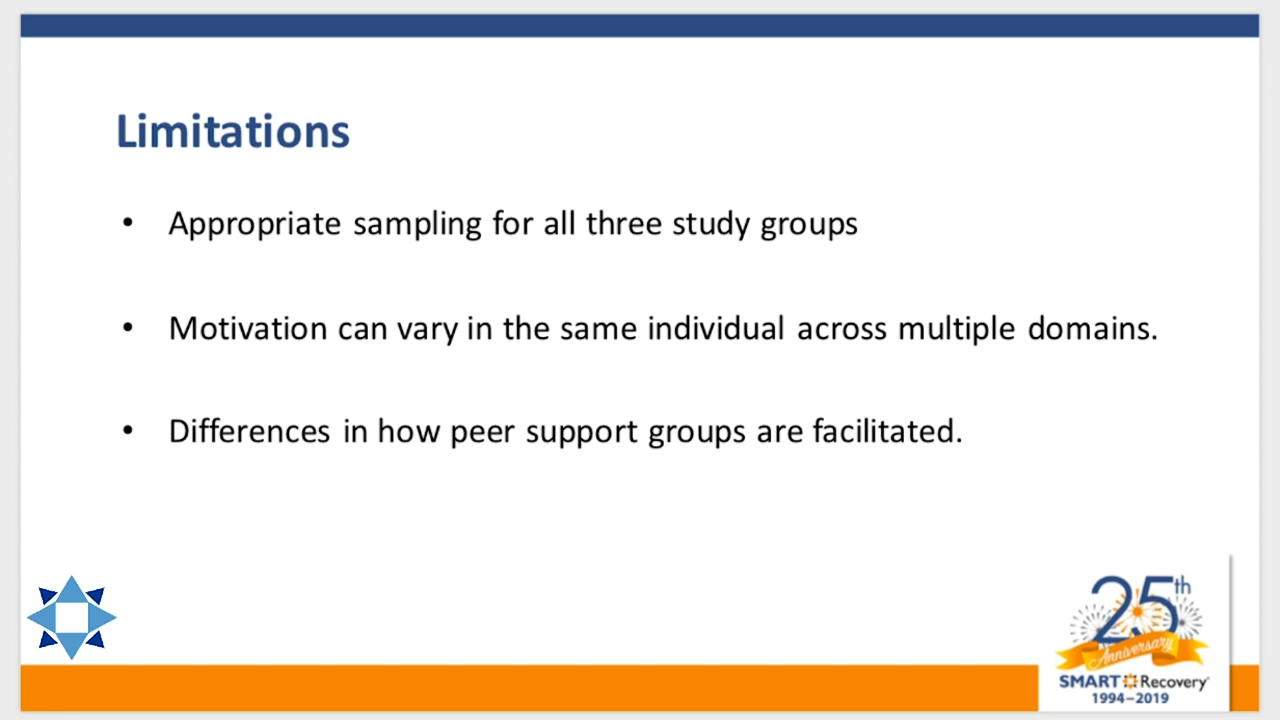 Limitations
• Appropriate sampling for all three study groups
• Motivation can vary in the same individual across multiple domains.
• Differences in how peer support groups are facilitated.
25th
Anniversary
SMART Recovery®
1994–2019